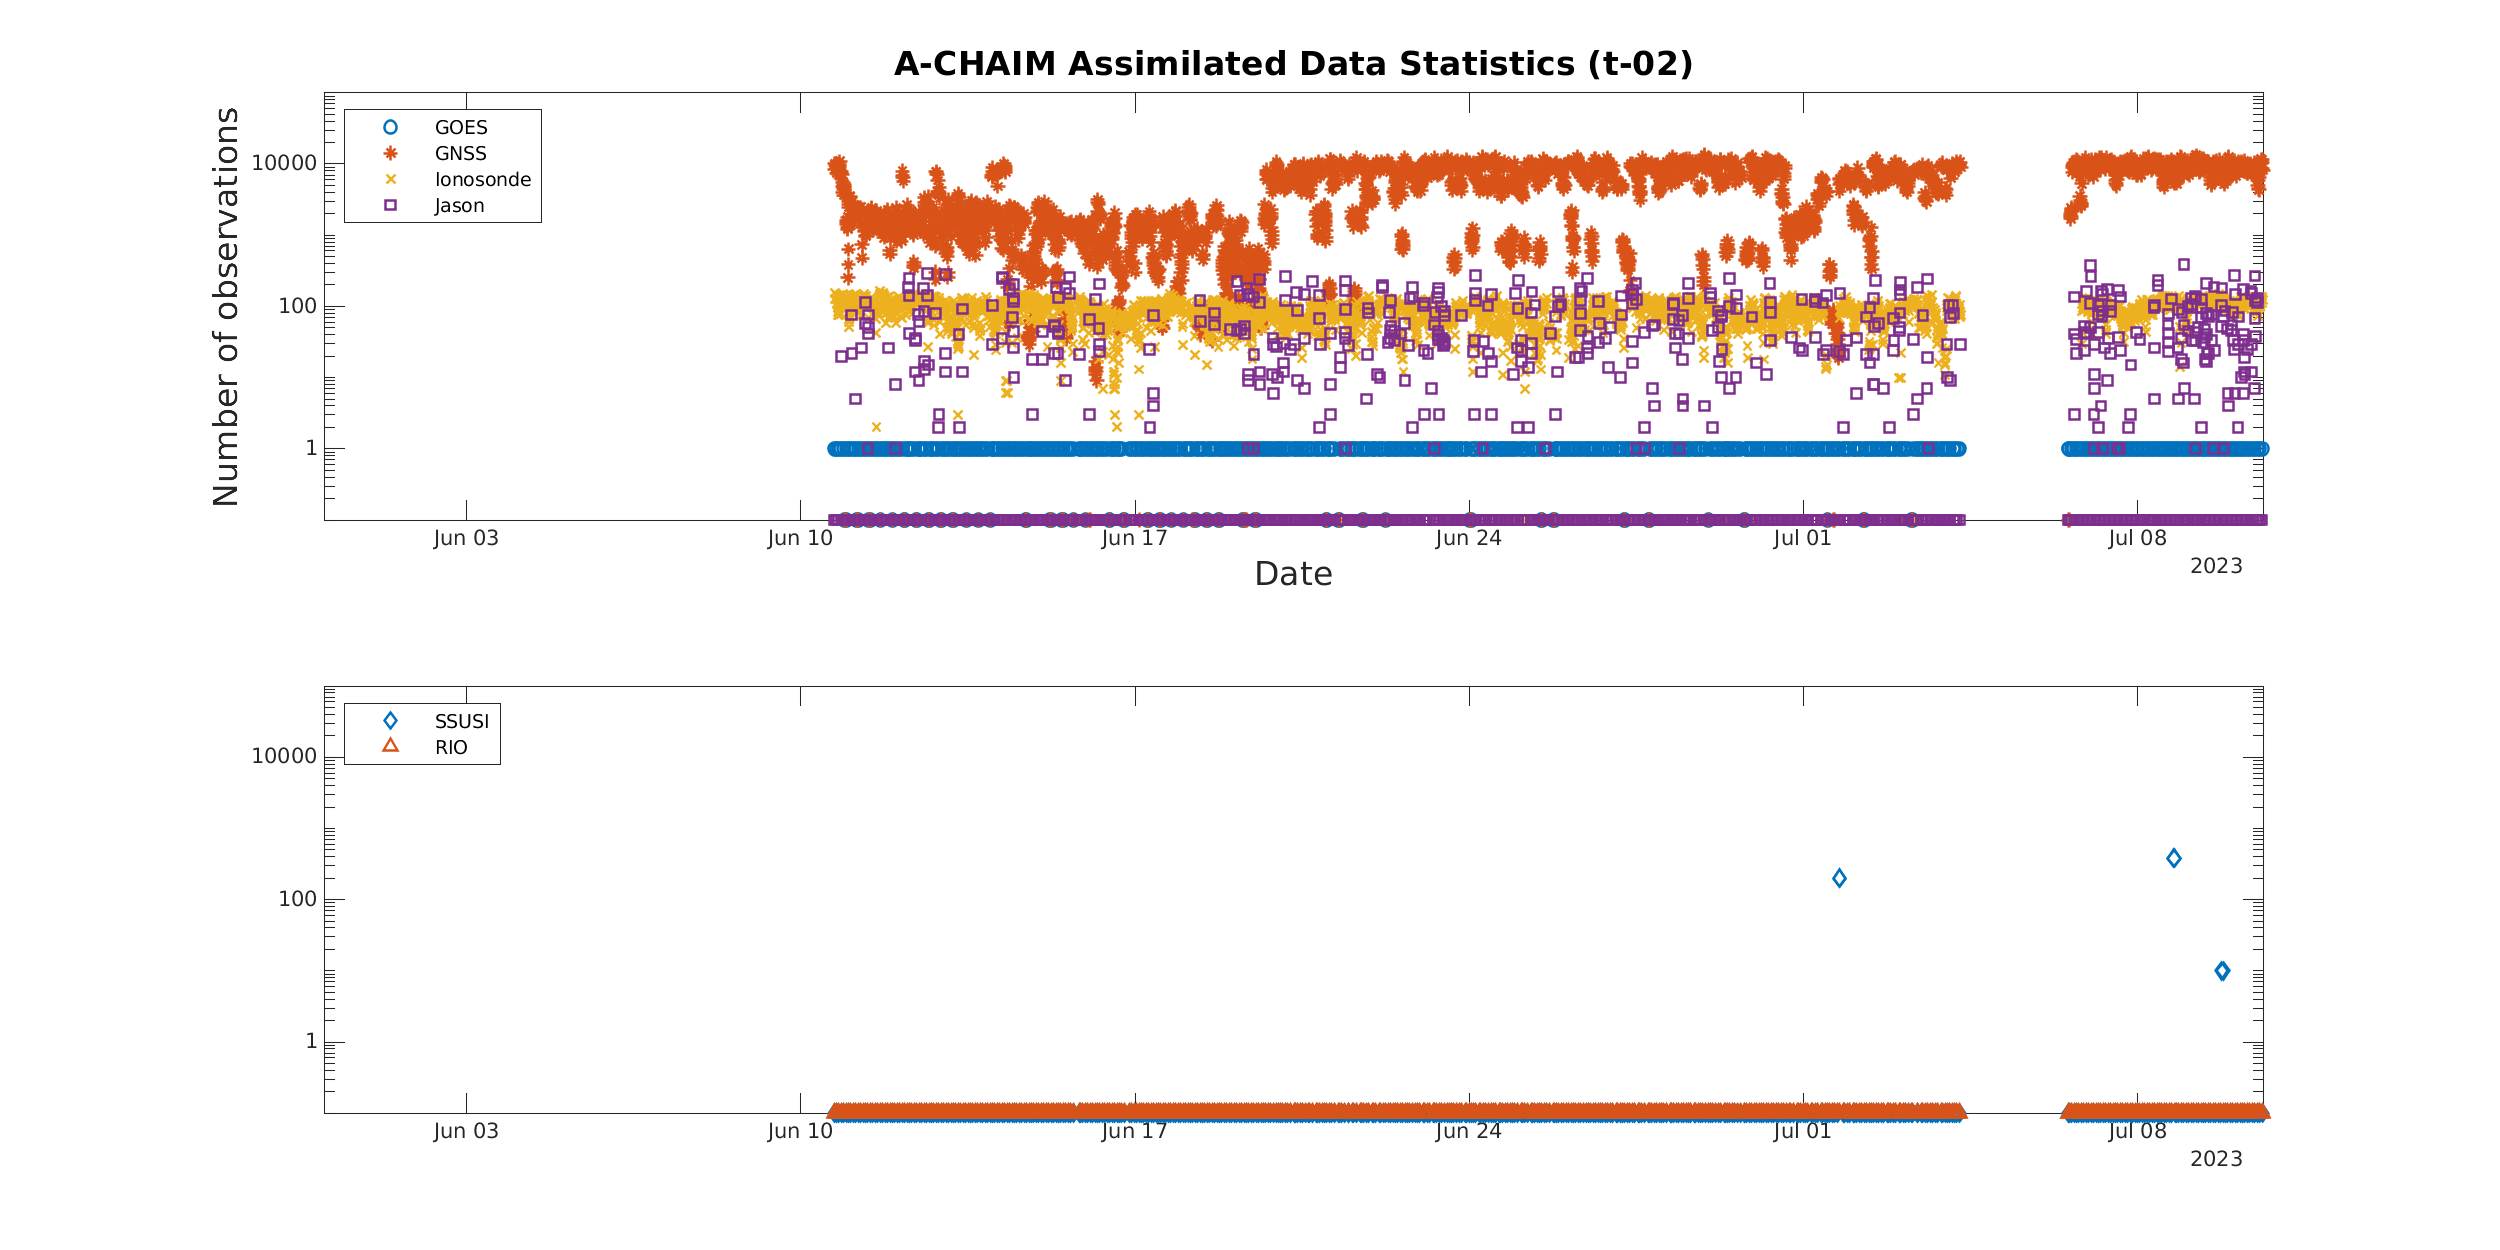 A-CHAIM Assimilated Data Statistics (t-02)
Number of observations
10000
100
1
GOES
GNSS
Ionosonde
Jason
Jun 03 Jun 10 Jun 17 Jun 24 Jul 01 Jul 08
2023
Date
10000
100
1
SSUSI
RIO
Jun 03 Jun 10 Jun 17 Jun 24 Jul 01 Jul 08
2023